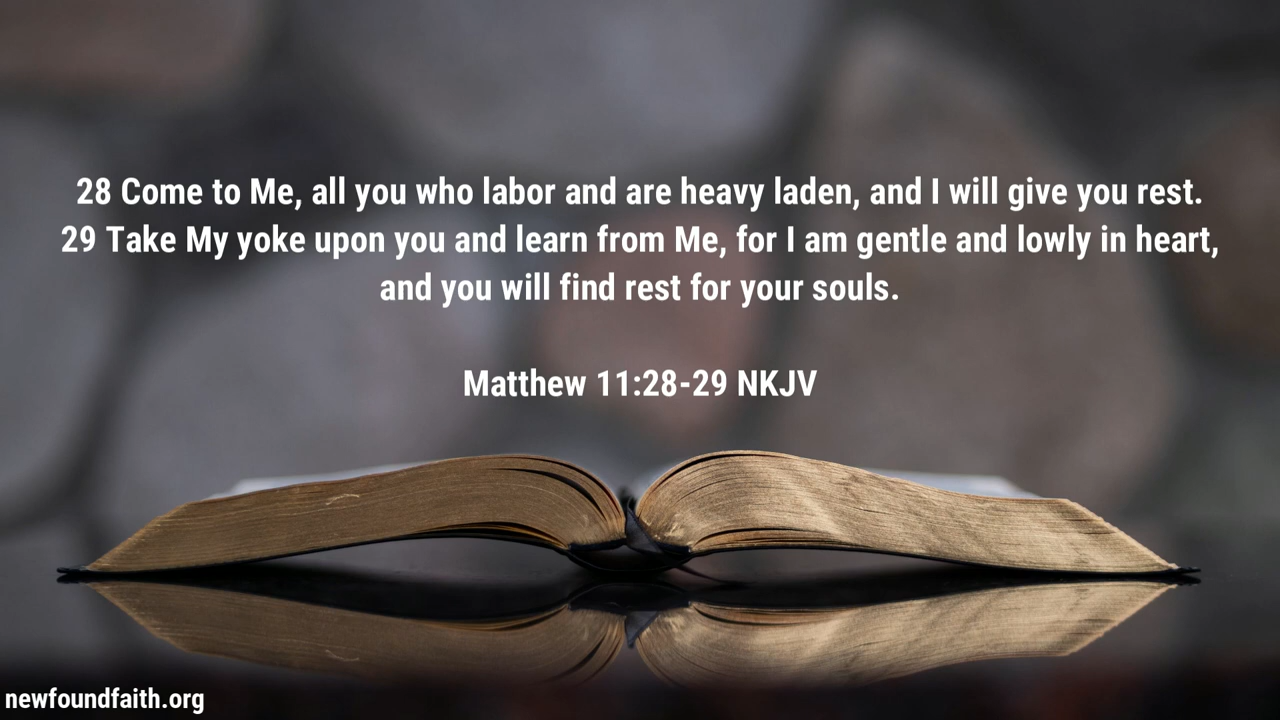 28 Come to Me, all you who labor and are heavy laden, and I will give you rest.
29 Take My yoke upon you and learn from Me, for I am gentle and lowly in heart,
and you will find rest for your souls.
Matthew 11:28-29 NKJV
newfoundfaith.org